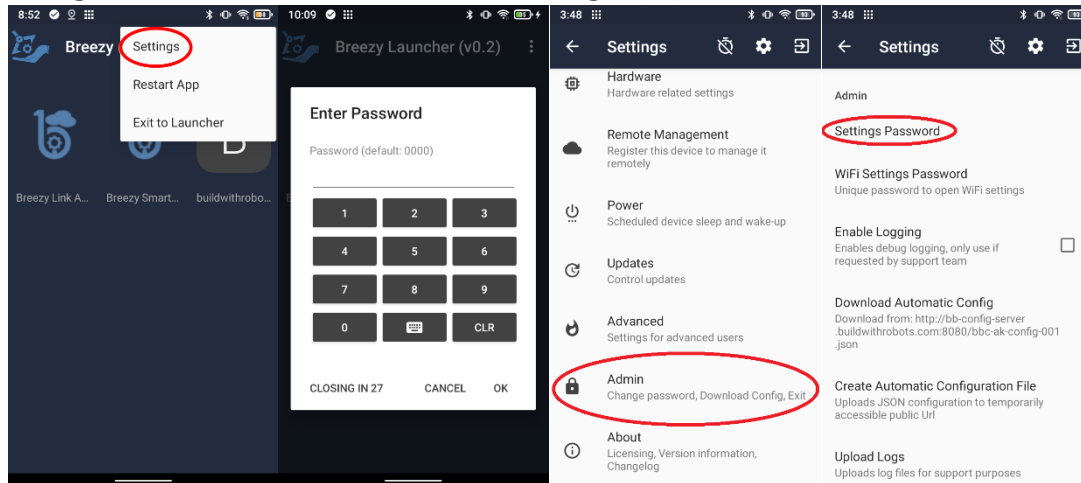 8:52
Breezy
Settings
Restart App
Exit to Launcher
Breezy Link A...
Breezy Smart...
buildwithrobo...
10:09
Breezy Launcher (v0.2)
Enter Password
Password (default: 0000)
1 2 3
4 5 6
7 8 9
0 CLR
CLOSING IN 27 CANCEL OK
3:48
Settings
Hardware
Hardware related settings
Remote Management
Register this device to manage it
remotely
Power
Scheduled device sleep and wake-up
Updates
Control updates
Advanced
Settings for advanced users
Admin
Change password, Download Config, Exit
About
Licensing, Version information,
Changelog
3:48
Settings
Admin
Settings Password
WiFi Settings Password
Unique password to open WiFi settings
Enable Logging
Enables debug logging, only use if
requested by support team
Download Automatic Config
Download from: http://bb-config-server
.buildwithrobots.com:8080/bbc-ak-config-001
.json
Create Automatic Configuration File
Uploads JSON configuration to temporarily
accessible public Url
Upload Logs
Uploads log files for support purposes